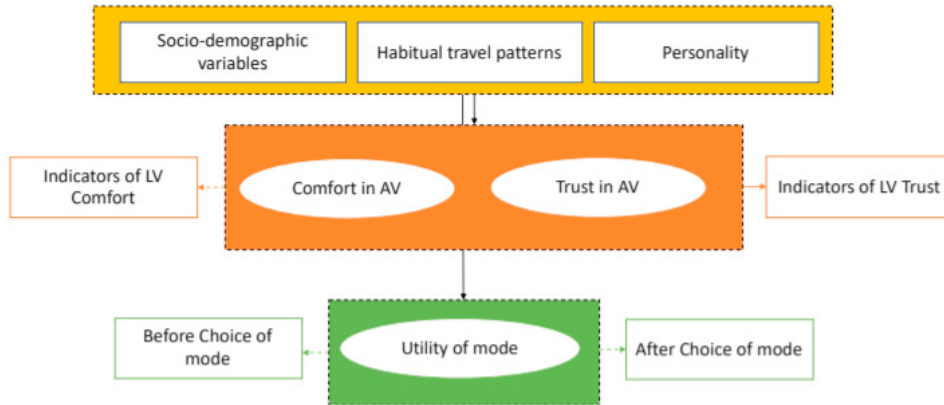 Socio-demographic
variables
Habitual travel patterns
Personality
Indicators of LV
Comfort
Comfort in AV
Trust in AV
Indicators of LV Trust
Before Choice of
mode
Utility of mode
After Choice of mode